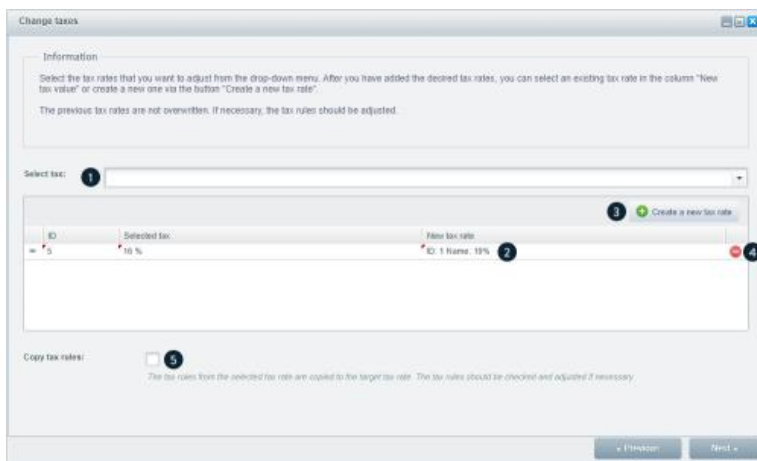 Change taxes
Information
Select the tax rates that you want to adjust from the drop-down menu. After you have added the desired tax rates, you can select an existing tax rate in the column "New
tax value" or create a new one via the button "Create a new tax rate".
The previous tax rates are not overwritten. If necessary, the tax rules should be adjusted.
Select tax: 1
3 Create a new tax rate
ID Selected tax New tax rate
5 16 % ID: 1 Name: 19% 2 4
Copy tax rules: 5
The tax rules from the selected tax rate are copied to the target tax rate. The tax rules should be checked and adjusted if necessary
« Previous Next »